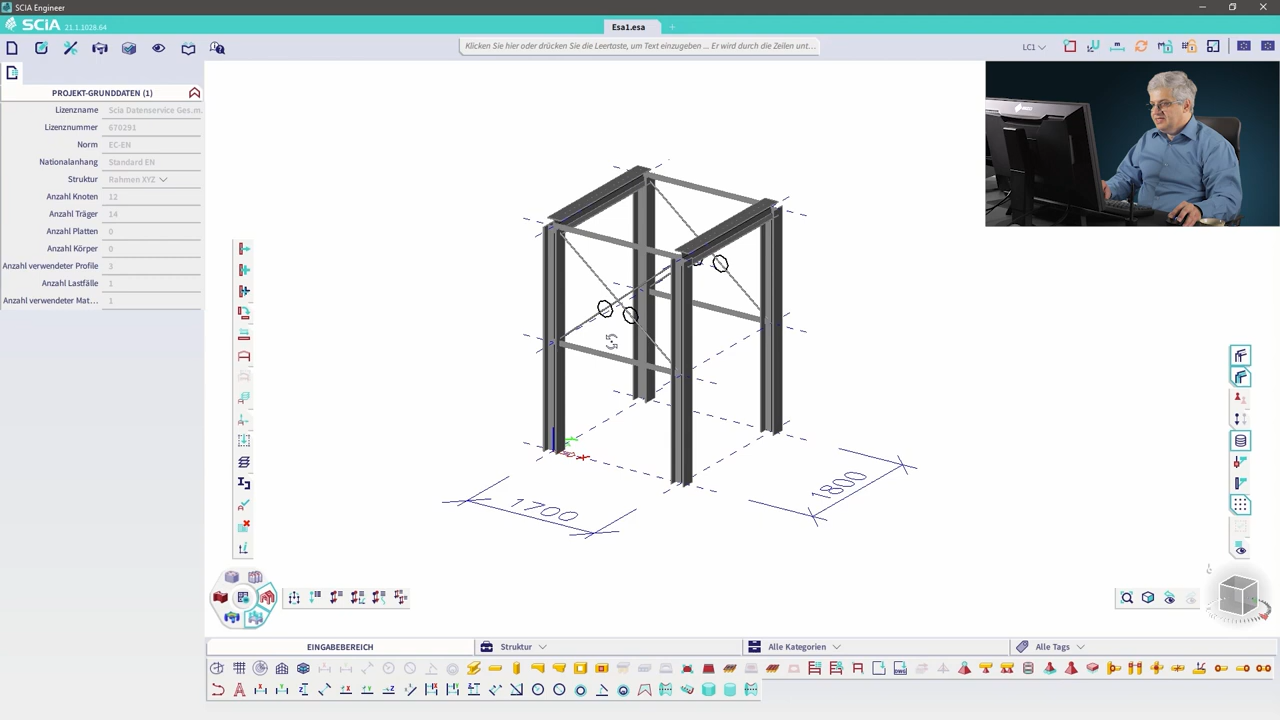 SCIA Engineer
SCIA 21.1.1028.64
Esa1.esa
Klicken Sie hier oder drücken Sie die Leertaste, um Text einzugeben ... Er wird durch die Zeilen unt...
LC1
PROJEKT-GRUNDDATEN (1)
Lizenzname Scia Datenservice Ges.m.
Lizenznummer 670291
Norm EC-EN
Nationalanhang Standard EN
Struktur Rahmen XYZ
Anzahl Knoten 12
Anzahl Träger 14
Anzahl Platten 0
Anzahl Körper 0
Anzahl verwendeter Profile 3
Anzahl Lastfälle 1
Anzahl verwendeter Mat... 1
1700
1800
EINGABEBEREICH
Struktur
Alle Kategorien
Alle Tags